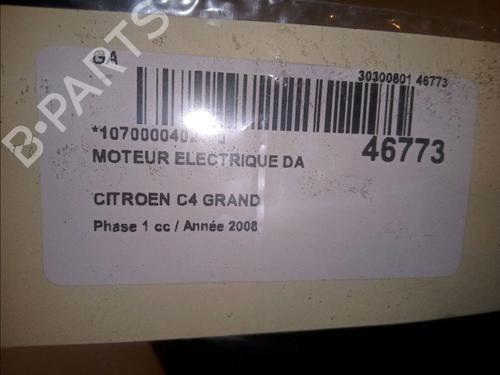 GA
30300801 46773
46773
MOTEUR ELECTRIQUE DA
CITROEN C4 GRAND
Phase 1 cc / Année 2008
B-PARTS